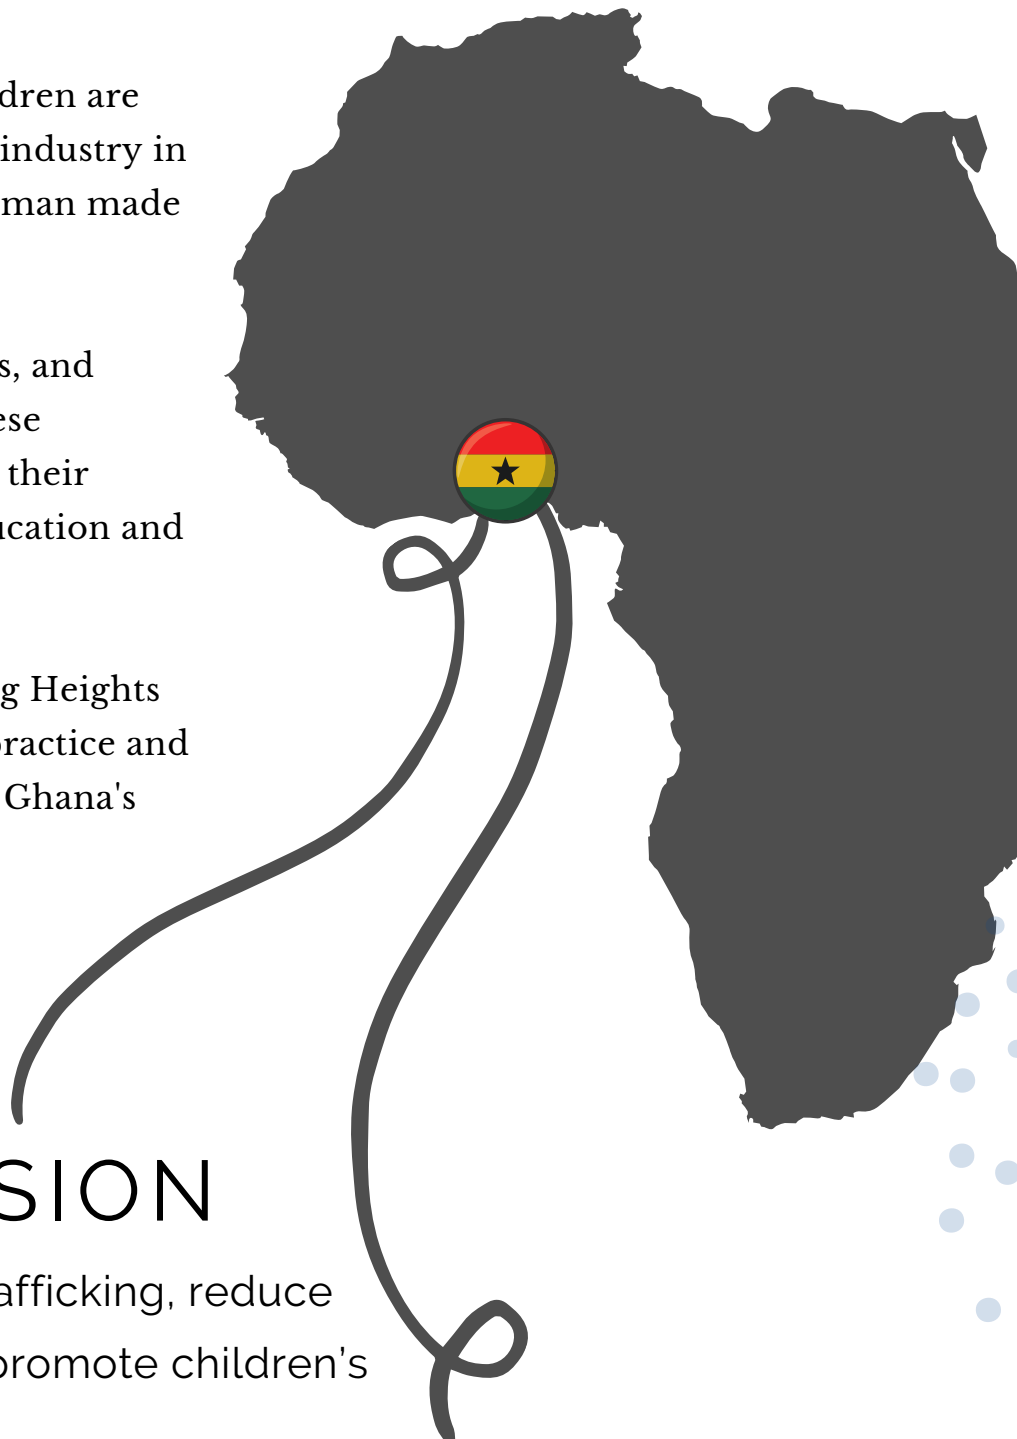 dren are
industry in
man made
s, and
ese
their
ucation and
g Heights
practice and
Ghana's
SION
afficking, reduce
promote children's